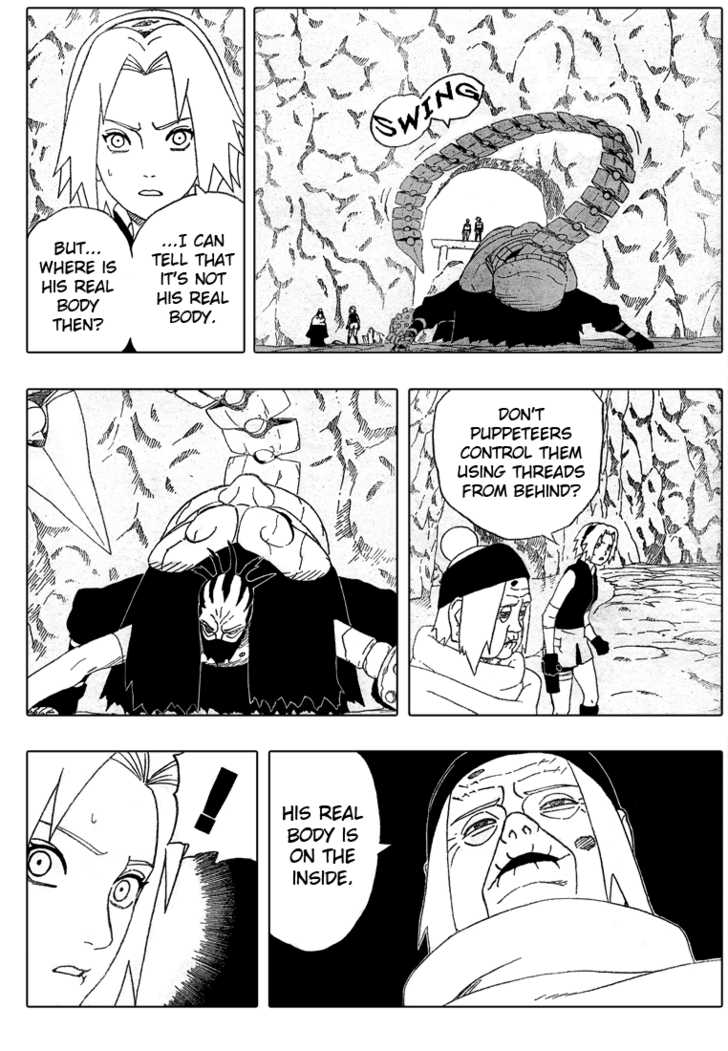 SWING
...I CAN
TELL THAT
IT'S NOT
HIS REAL
BODY.
BUT...
WHERE IS
HIS REAL
BODY
THEN?
DON'T
PUPPETEERS
CONTROL THEM
USING THREADS
FROM BEHIND?
HIS REAL
BODY IS
ON THE
INSIDE.
!